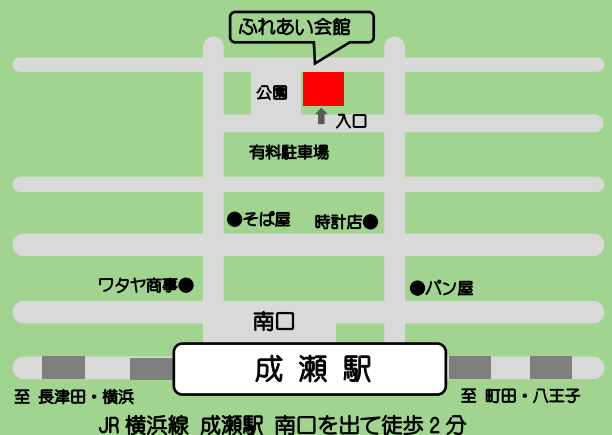 ふれあい会館
公園
入口
有料駐車場
●そば屋
時計店●
ワタヤ商事●
●パン屋
南口
成瀬駅
至 長津田・横浜
至 町田・八王子
JR 横浜線 成瀬駅 南口を出て徒歩2分